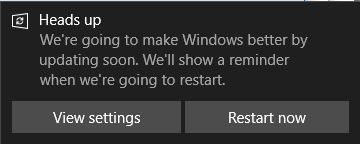 Heads up
We're going to make Windows better by
updating soon. We'll show a reminder
when we're going to restart.
View settings
Restart now